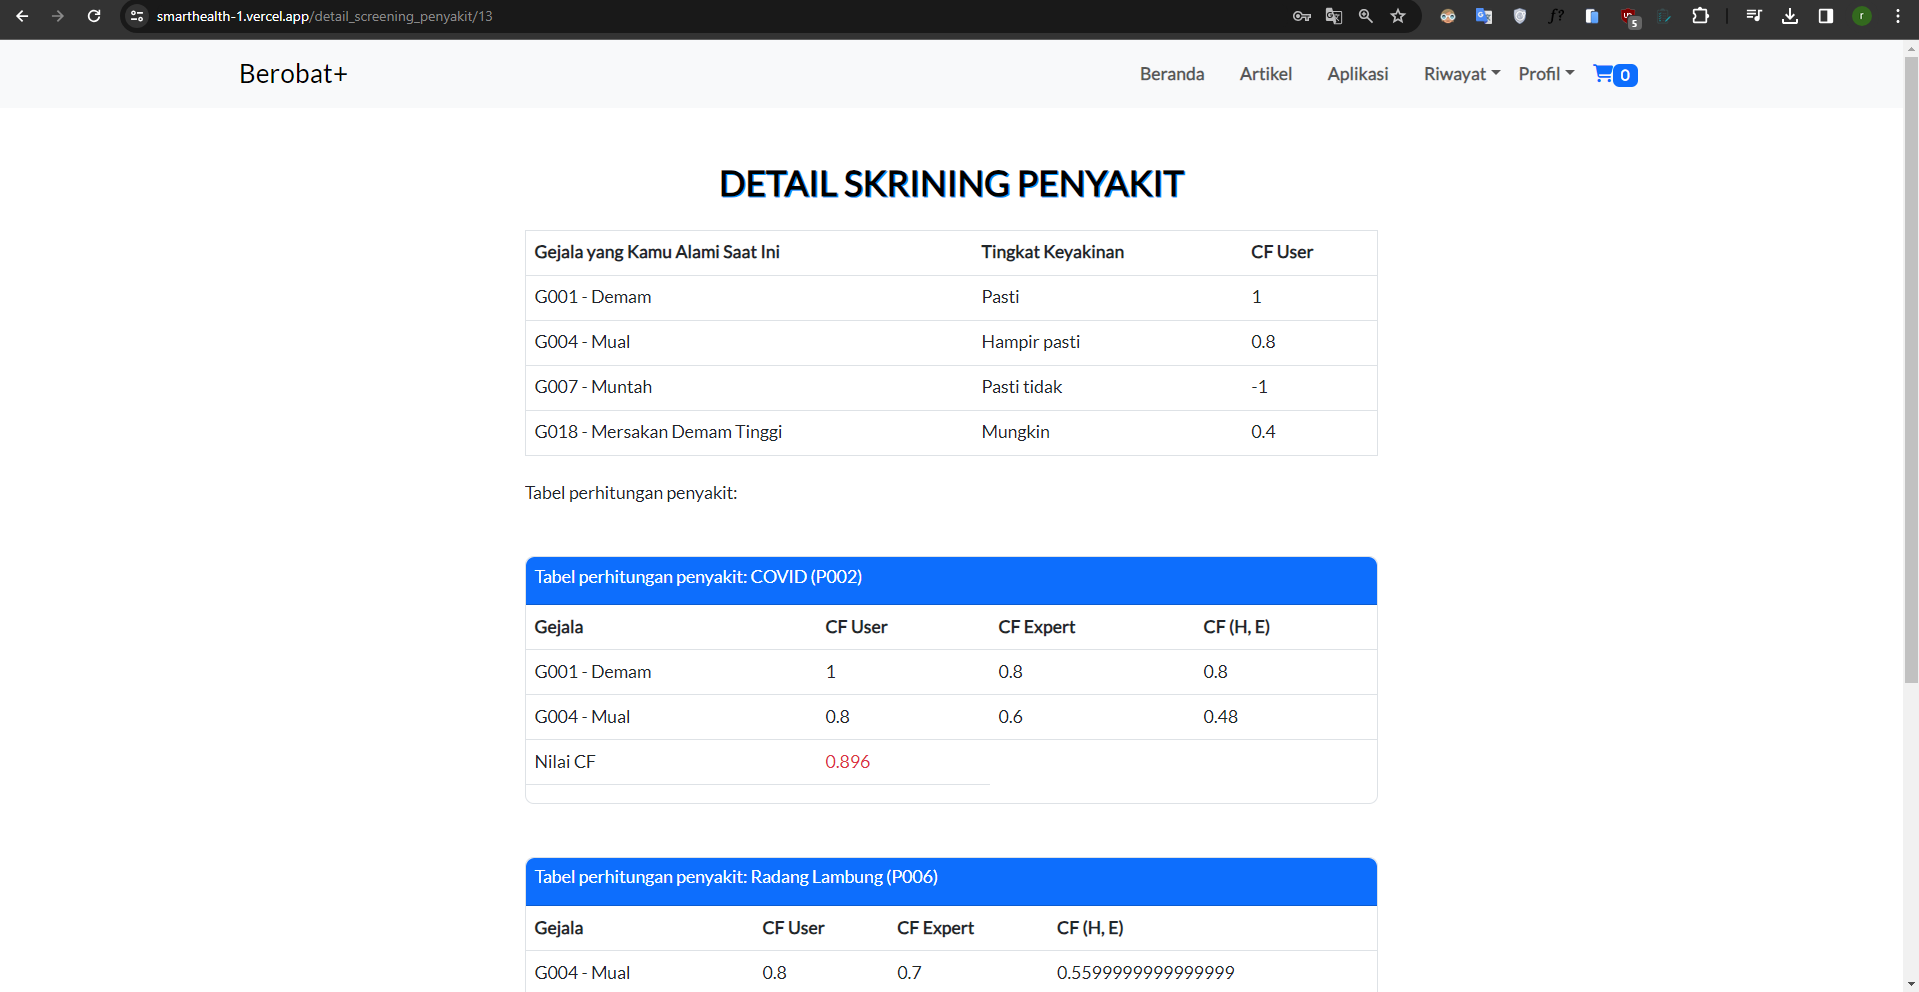 smarthealth-1.vercel.app/detail_screening_penyakit/13
5
r
Berobat+
Beranda Artikel Aplikasi Riwayat Profil 0
DETAIL SKRINING PENYAKIT
Gejala yang Kamu Alami Saat Ini Tingkat Keyakinan CF User
G001 - Demam Pasti 1
G004 - Mual Hampir pasti 0.8
G007 - Muntah Pasti tidak -1
G018 - Mersakan Demam Tinggi Mungkin 0.4
Tabel perhitungan penyakit:
Tabel perhitungan penyakit: COVID (P002)
Gejala CF User CF Expert CF (H, E)
G001 - Demam 1 0.8 0.8
G004 - Mual 0.8 0.6 0.48
Nilai CF 0.896
Tabel perhitungan penyakit: Radang Lambung (P006)
Gejala CF User CF Expert CF (H, E)
G004 - Mual 0.8 0.7 0.5599999999999999